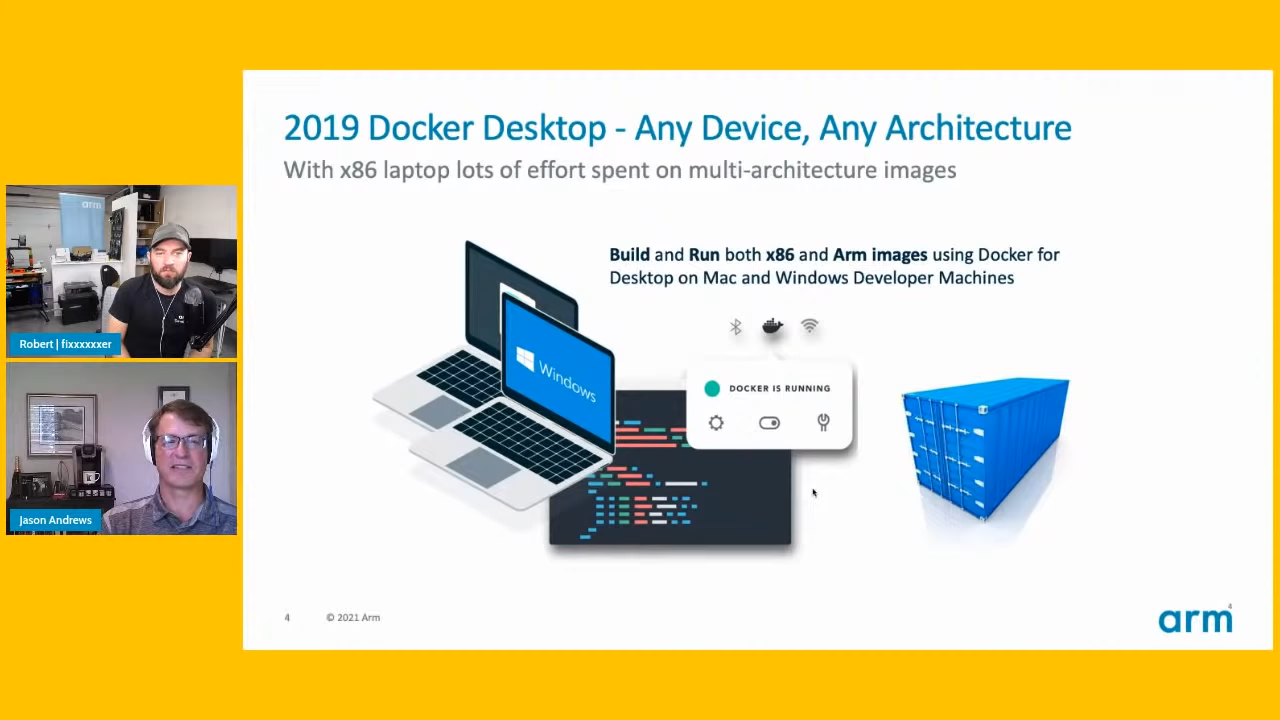 2019 Docker Desktop - Any Device, Any Architecture
With x86 laptop lots of effort spent on multi-architecture images
Build and Run both x86 and Arm images using Docker for
Desktop on Mac and Windows Developer Machines
DOCKER IS RUNNING
Windows
arm
Robert | fixxxxxxer
Jason Andrews
4
© 2021 Arm
4
arm